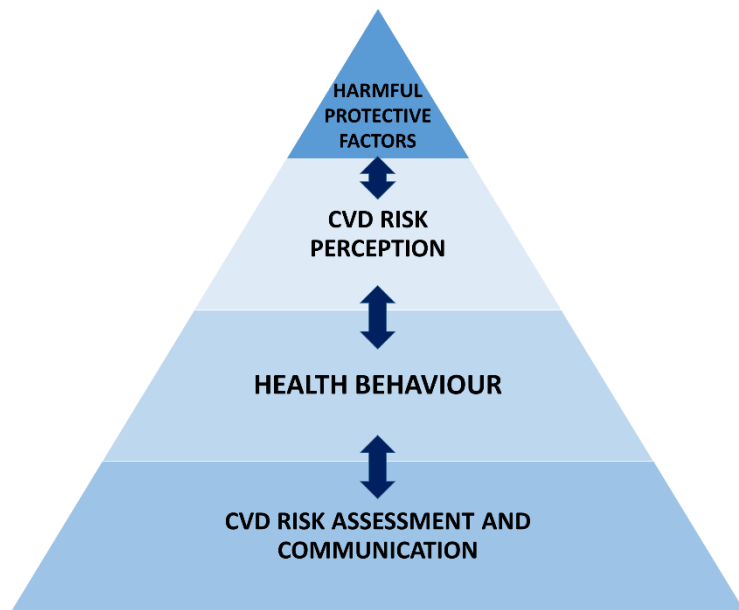 HARMFUL
PROTECTIVE
FACTORS
CVD RISK
PERCEPTION
HEALTH BEHAVIOUR
CVD RISK ASSESSMENT AND
COMMUNICATION